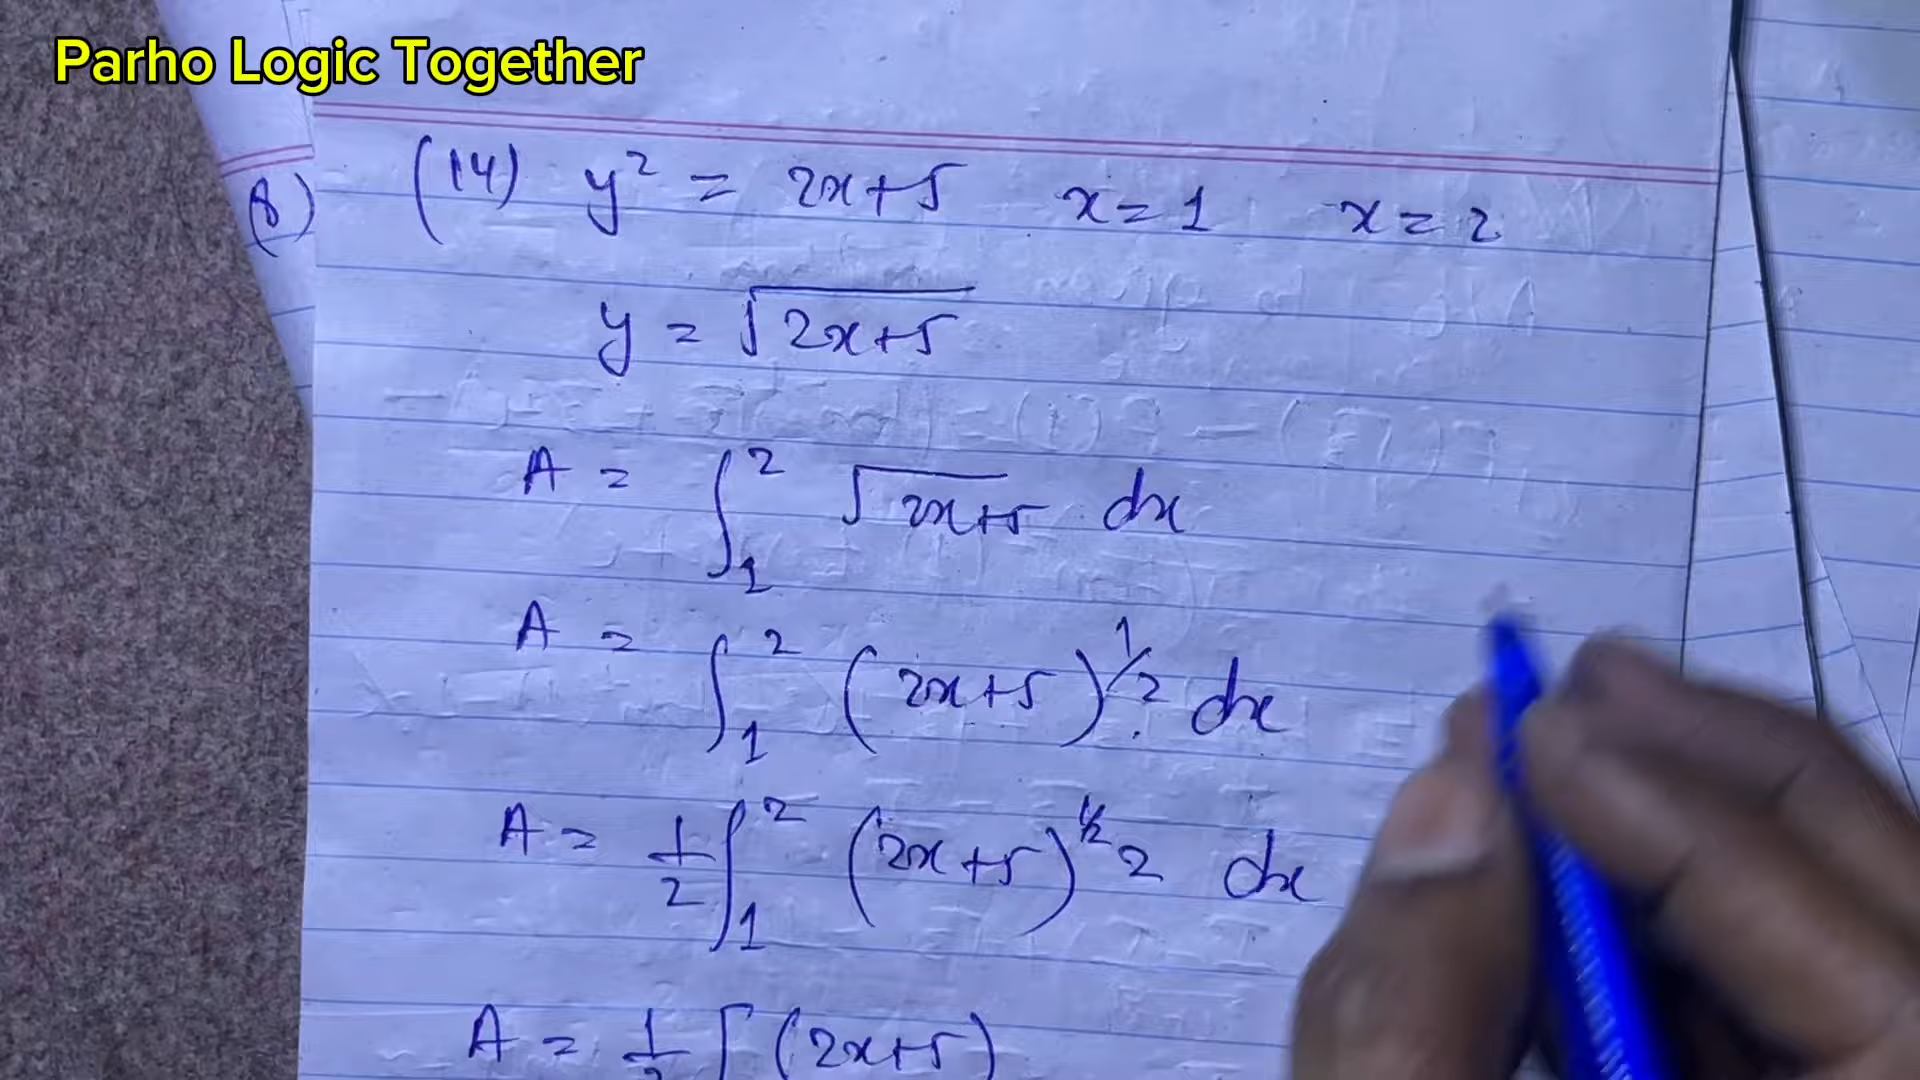 Parho Logic Together
(8)
(14) y² = 2x+5 x=1 x=2
y = √2x+5
A = ∫₁² √2x+5 dx
A = ∫₁² (2x+5)^1/2 dx
A = 1/2 ∫₁² (2x+5)^1/2 2 dx
A = 1/2 [ (2x+5)